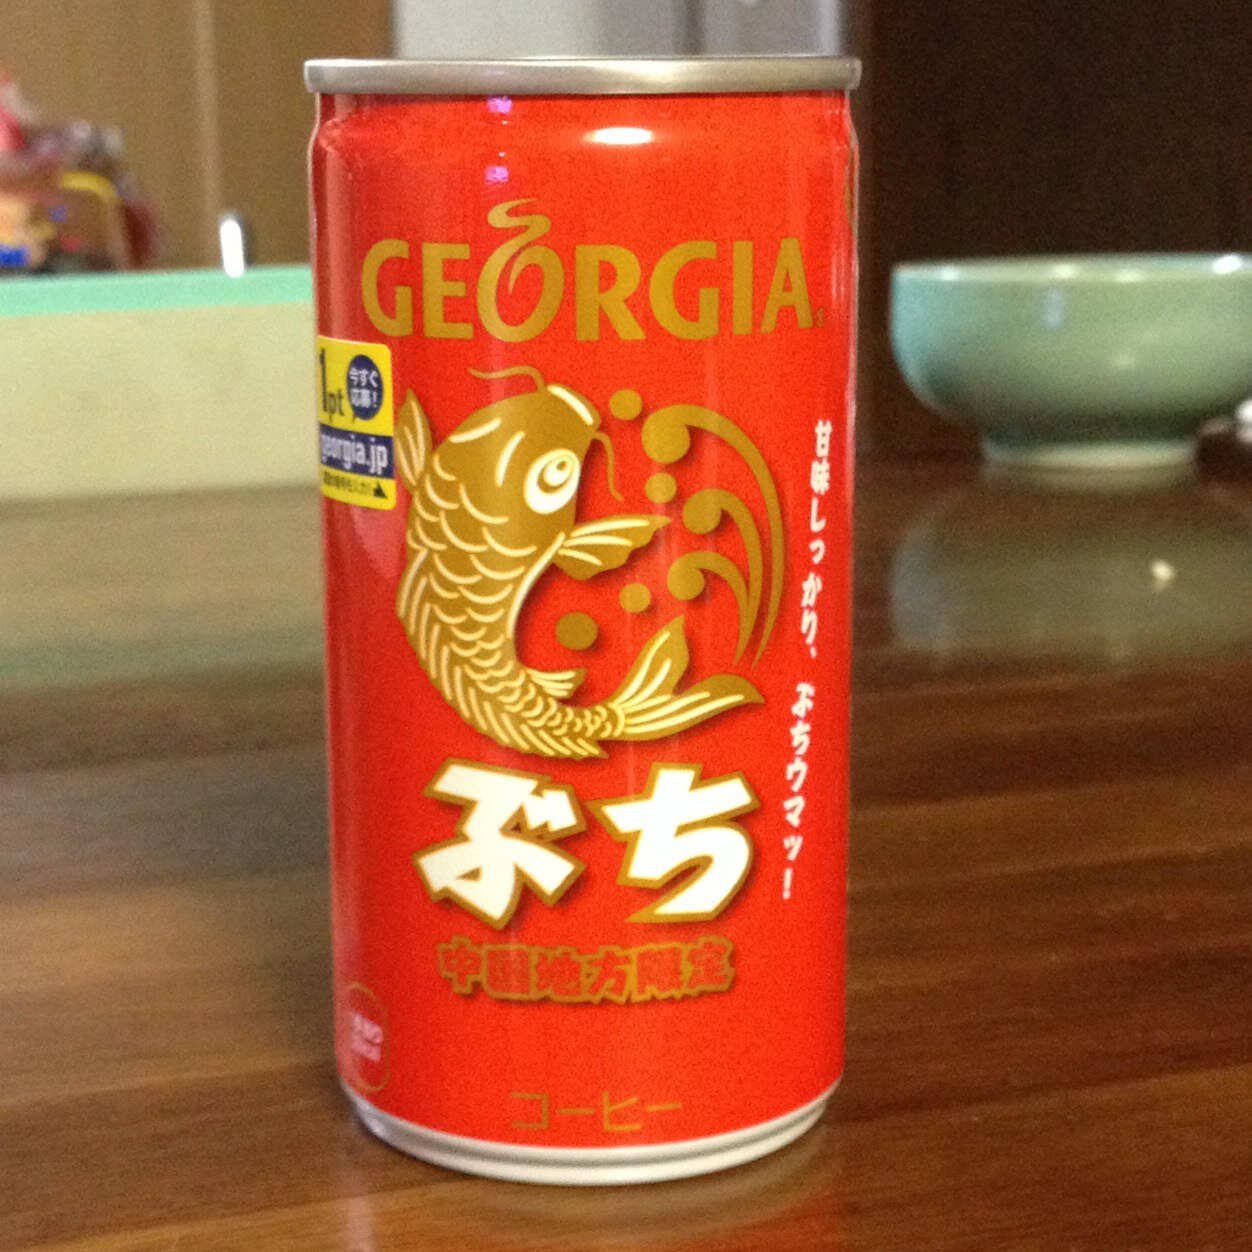 GEORGIA
1pt
今すぐ
応募!
georgia.jp
甘味しっかり、ぶちウマッ!
ぶち
中国地方限定
コーヒー